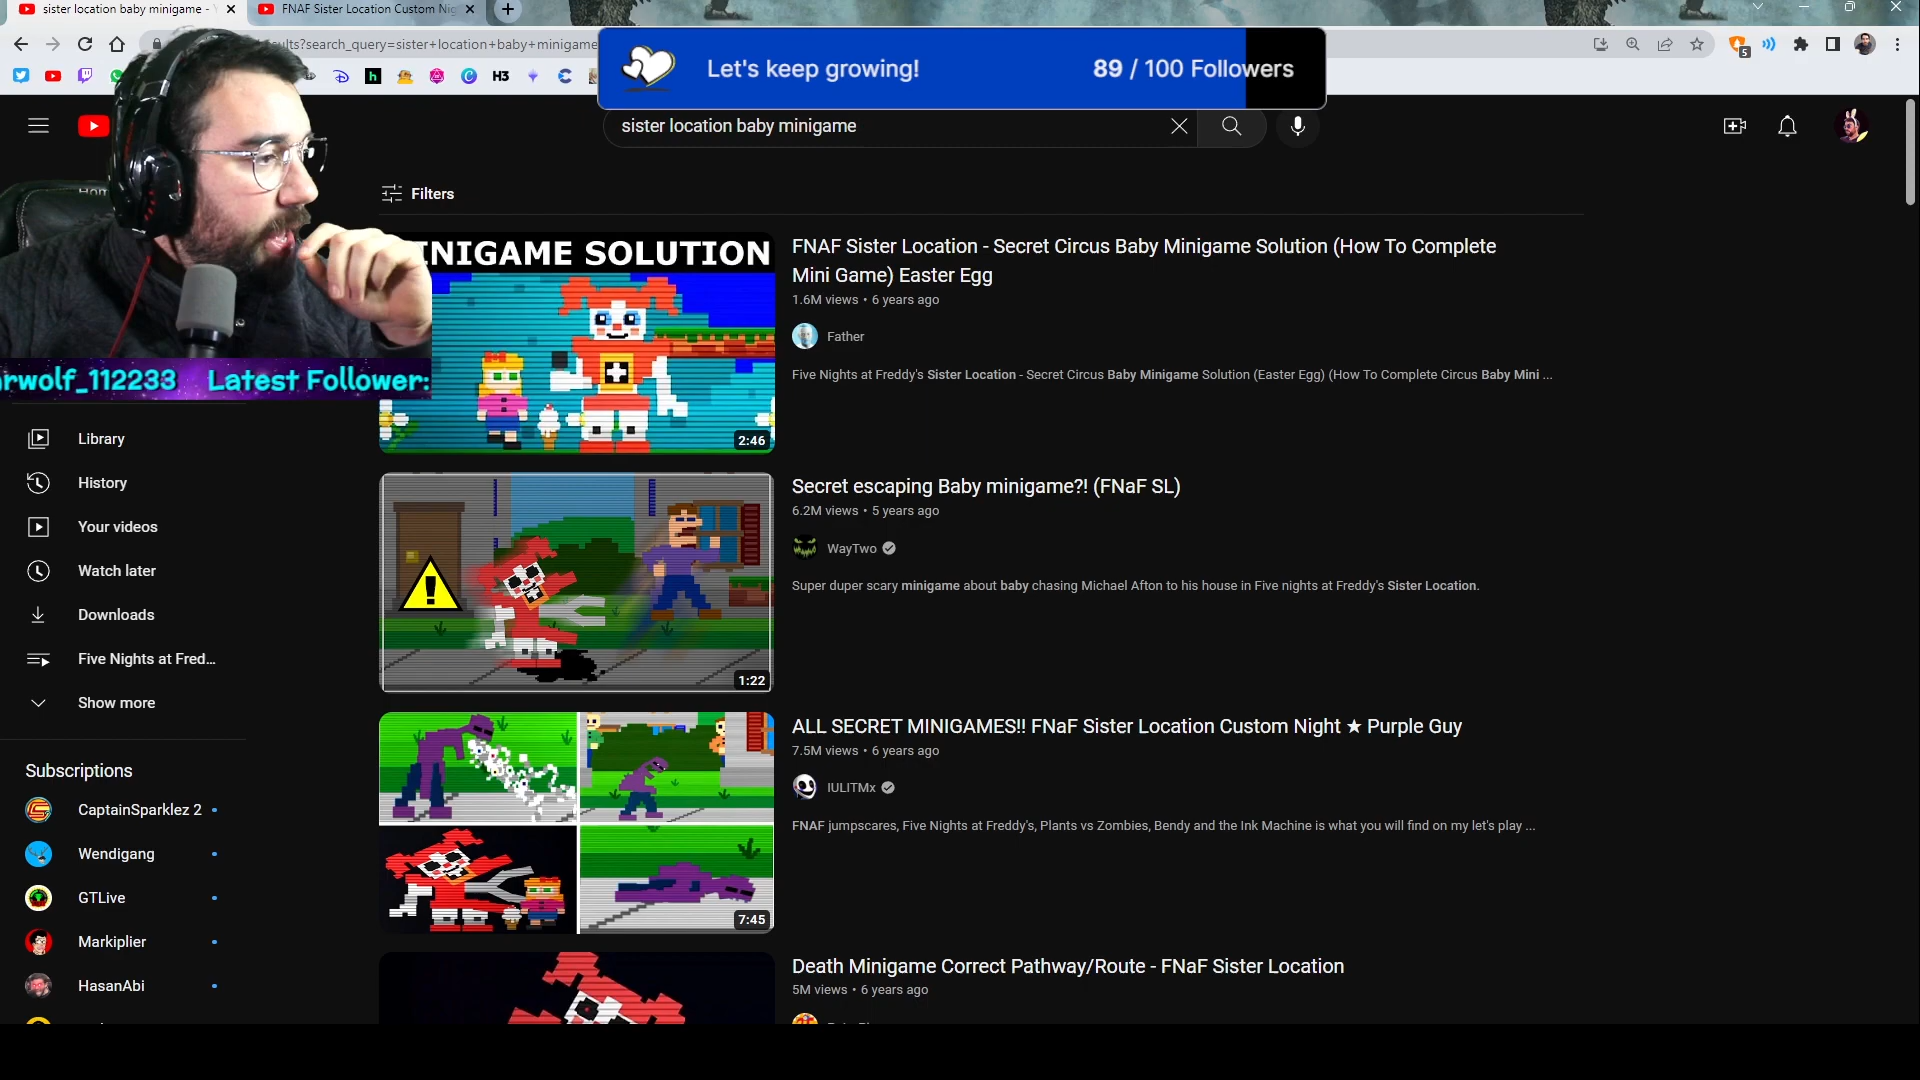 sister location baby minigame -
FNAF Sister Location Custom Nig
ults?search_query=sister+location+baby+minigame
5
h
H3
Let's keep growing!
89 / 100 Followers
sister location baby minigame
Filters
INIGAME SOLUTION
2:46
FNAF Sister Location - Secret Circus Baby Minigame Solution (How To Complete
Mini Game) Easter Egg
1.6M views • 6 years ago
Father
Five Nights at Freddy's Sister Location - Secret Circus Baby Minigame Solution (Easter Egg) (How To Complete Circus Baby Mini ...
rwolf_112233 Latest Follower:
Library
History
Your videos
Watch later
Downloads
Five Nights at Fred...
Show more
1:22
Secret escaping Baby minigame?! (FNaF SL)
6.2M views • 5 years ago
WayTwo
Super duper scary minigame about baby chasing Michael Afton to his house in Five nights at Freddy's Sister Location.
7:45
ALL SECRET MINIGAMES!! FNaF Sister Location Custom Night ★ Purple Guy
7.5M views • 6 years ago
IULITMx
FNAF jumpscares, Five Nights at Freddy's, Plants vs Zombies, Bendy and the Ink Machine is what you will find on my let's play ...
Subscriptions
CaptainSparklez 2
Wendigang
GTLive
Markiplier
HasanAbi
Death Minigame Correct Pathway/Route - FNaF Sister Location
5M views • 6 years ago